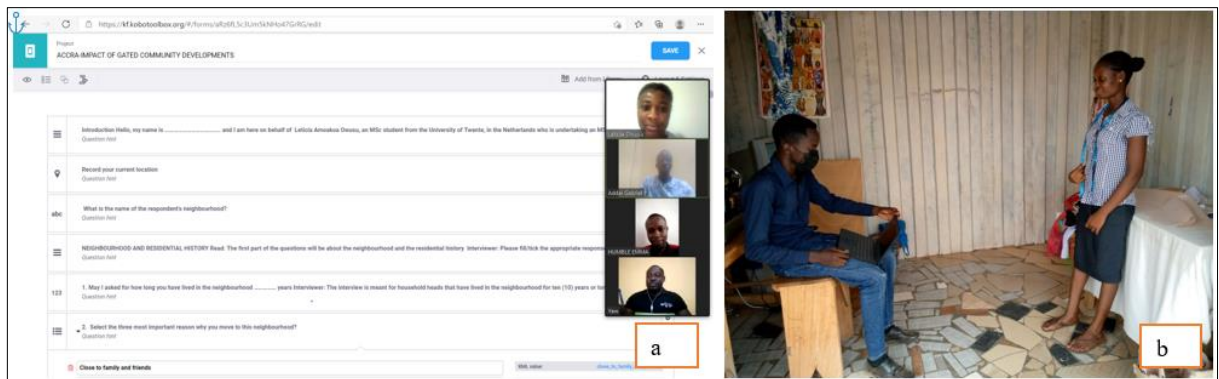 https://kf.kobotoolbox.org/#/forms/
Project
ACCRA-IMPACT OF GATED COMMUNITY DEVELOPMENTS
SAVE
Add from
Introduction Hello, my name is .............................. and I am here on behalf of Leticia Amoakoa Owusu, an MSc student from the University of Twente, in the Netherlands who is undertaking an
Question hint
Record your current location
Question hint
abc
What is the name of the respondent's neighbourhood?
Question hint
NEIGHBOURHOOD AND RESIDENTIAL HISTORY Read: The first part of the questions will be about the neighbourhood and the residential history Interviewer: Please fill/tick the appropriate
Question hint
123
1. May I asked for how long you have lived in the neighbourhood ............ years Interviewer: The interview is meant for household heads that have lived in the neighbourhood for ten (10) years or
Question hint
2. Select the three most important reason why you move to this neighbourhood?
Question hint
Close to family and friends
XML value
a
b